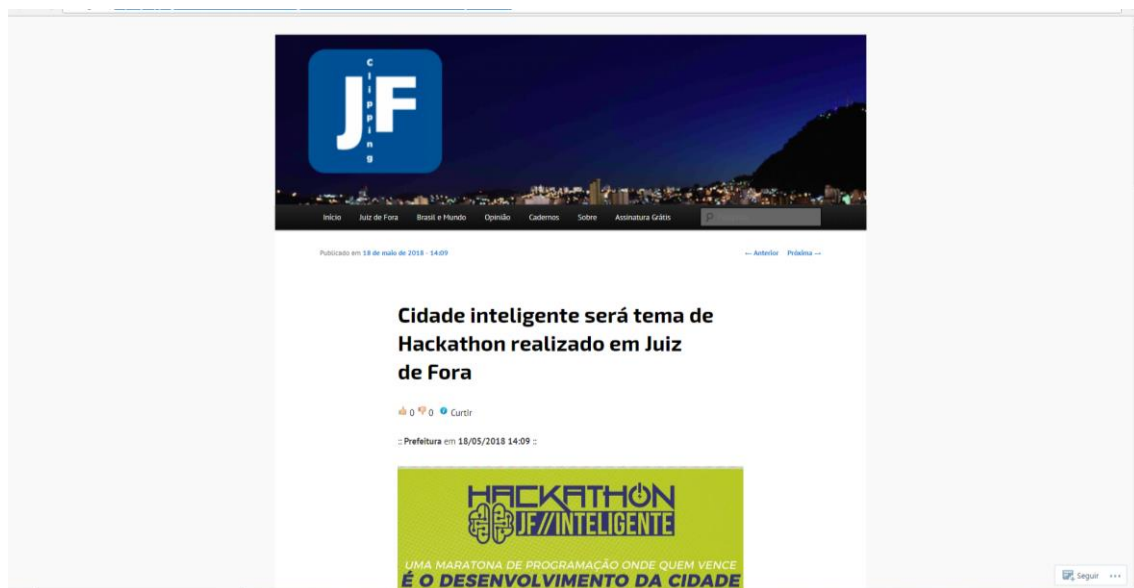 JF
Clipping
Início Juiz de Fora Brasil e Mundo Opinião Cadernos Sobre Assinatura Grátis
Publicado em 18 de maio de 2018 - 14:09
← Anterior Próxima →
Cidade inteligente será tema de
Hackathon realizado em Juiz
de Fora
0 0 Curtir
:: Prefeitura em 18/05/2018 14:09 ::
HACKATHON
JF//INTELIGENTE
UMA MARATONA DE PROGRAMAÇÃO ONDE QUEM VENCE
É O DESENVOLVIMENTO DA CIDADE
Seguir